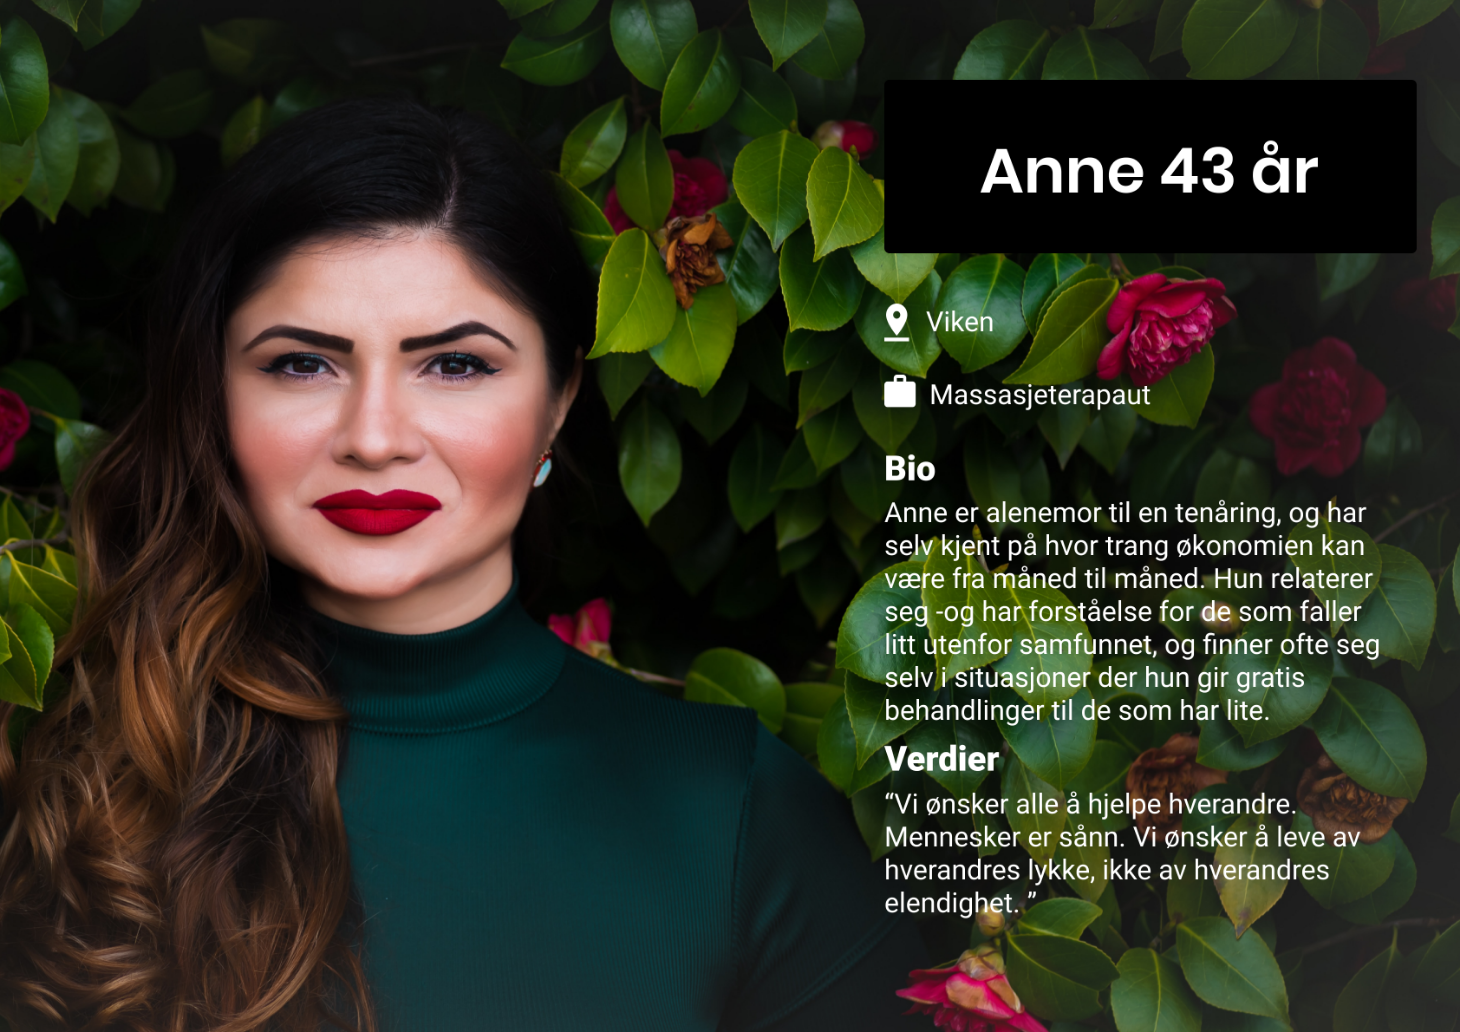 Anne 43 år
Viken
Massasjeterapaut
Bio
Anne er alenemor til en tenåring, og har
selv kjent på hvor trang økonomien kan
være fra måned til måned. Hun relaterer
seg -og har forståelse for de som faller
litt utenfor samfunnet, og finner ofte seg
selv i situasjoner der hun gir gratis
behandlinger til de som har lite.
Verdier
“Vi ønsker alle å hjelpe hverandre.
Mennesker er sånn. Vi ønsker å leve av
hverandres lykke, ikke av hverandres
elendighet. ”